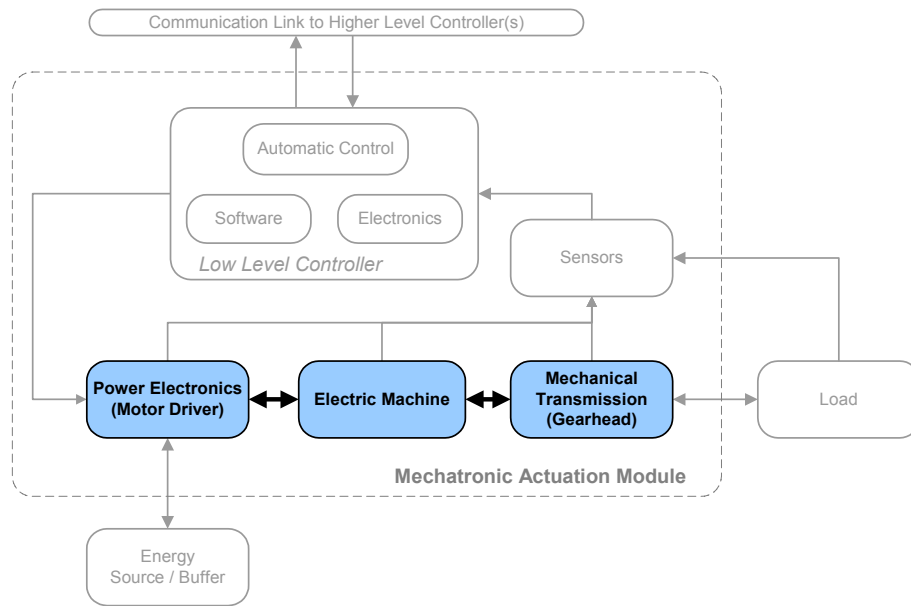 Communication Link to Higher Level Controller(s)
Automatic Control
Software
Electronics
Low Level Controller
Sensors
Power Electronics
(Motor Driver)
Electric Machine
Mechanical
Transmission
(Gearhead)
Load
Mechatronic Actuation Module
Energy
Source / Buffer